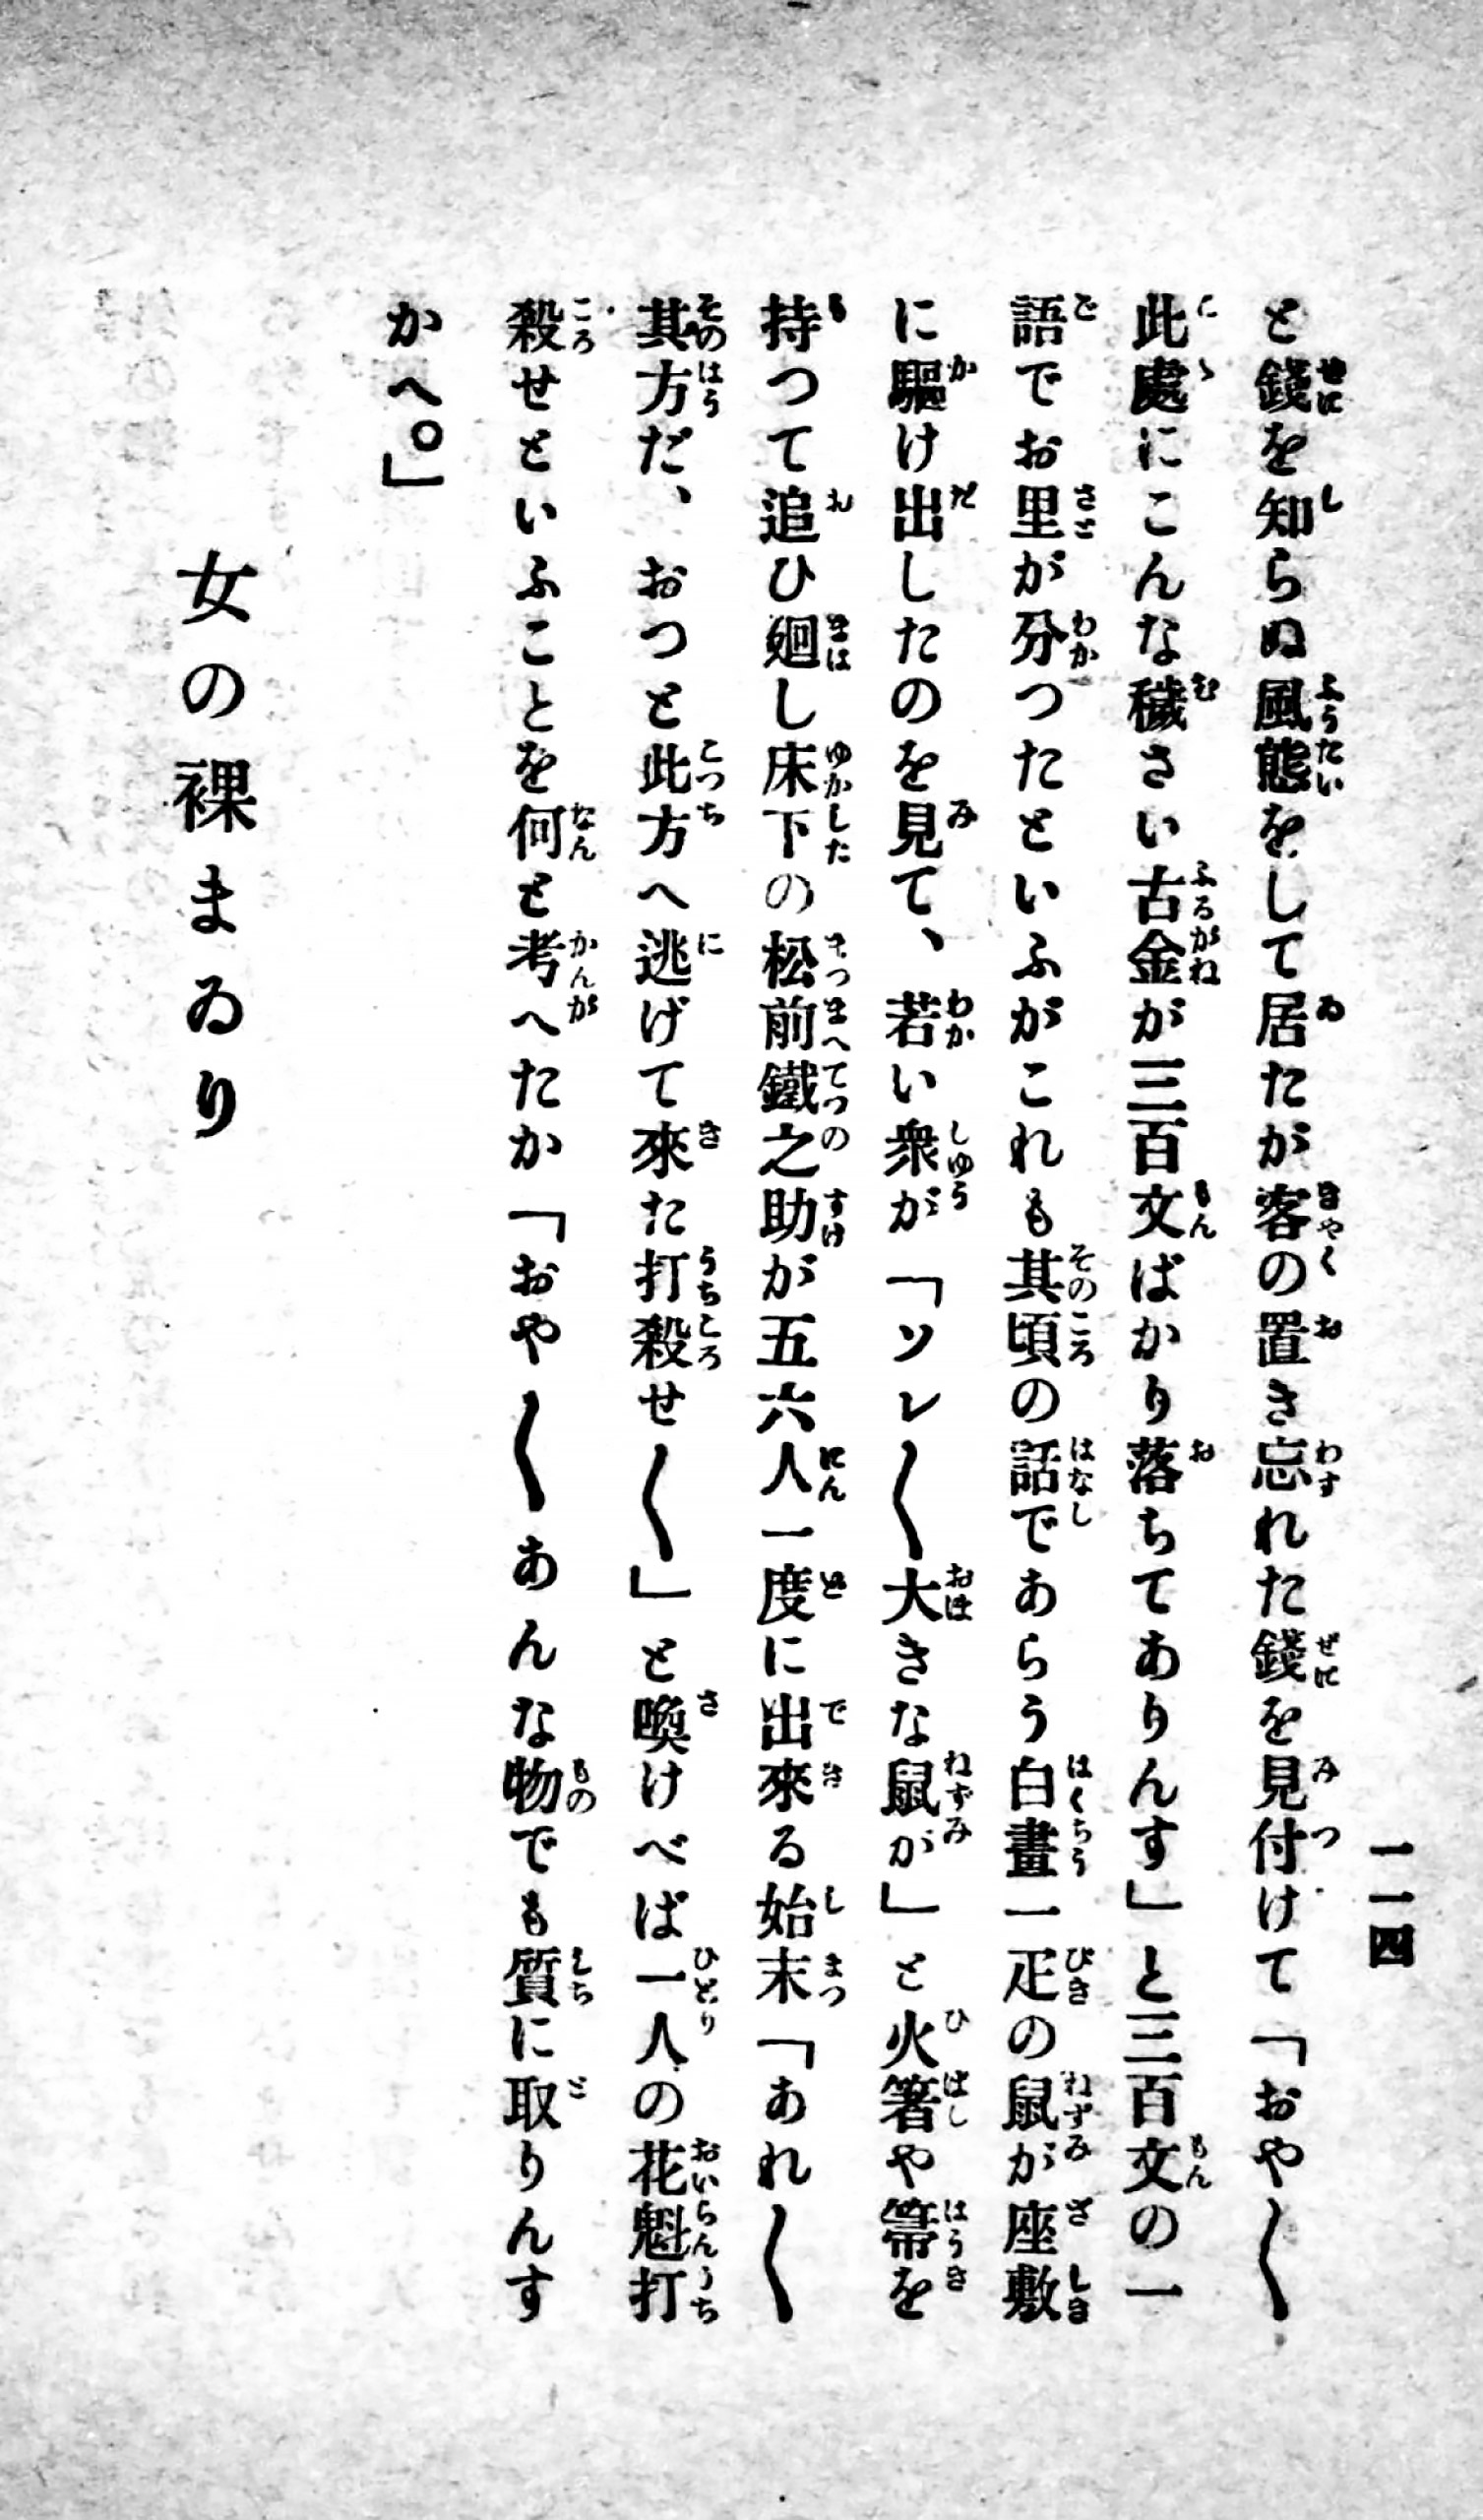 一一四
と錢を知らぬ風態をして居たが客の置き忘れた錢を見付けて「おや〱
此處にこんな穢さい古金が三百文ばかり落ちてありんす」と三百文の一
語でお里が分つたといふがこれも其頃の話であらう白晝一疋の鼠が座敷
に驅け出したのを見て、若い衆が「ソレ〱大きな鼠が」と火箸や箒を
持つて追ひ廻し床下の松前鐵之助が五六人一度に出來る始末「あれ〱
其方だ、おつと此方へ逃げて來た打殺せ〱」と喚けべば一人の花魁打
殺せといふことを何と考へたか「おや〱あんな物でも質に取りんす
かへ。」
女の裸まゐり